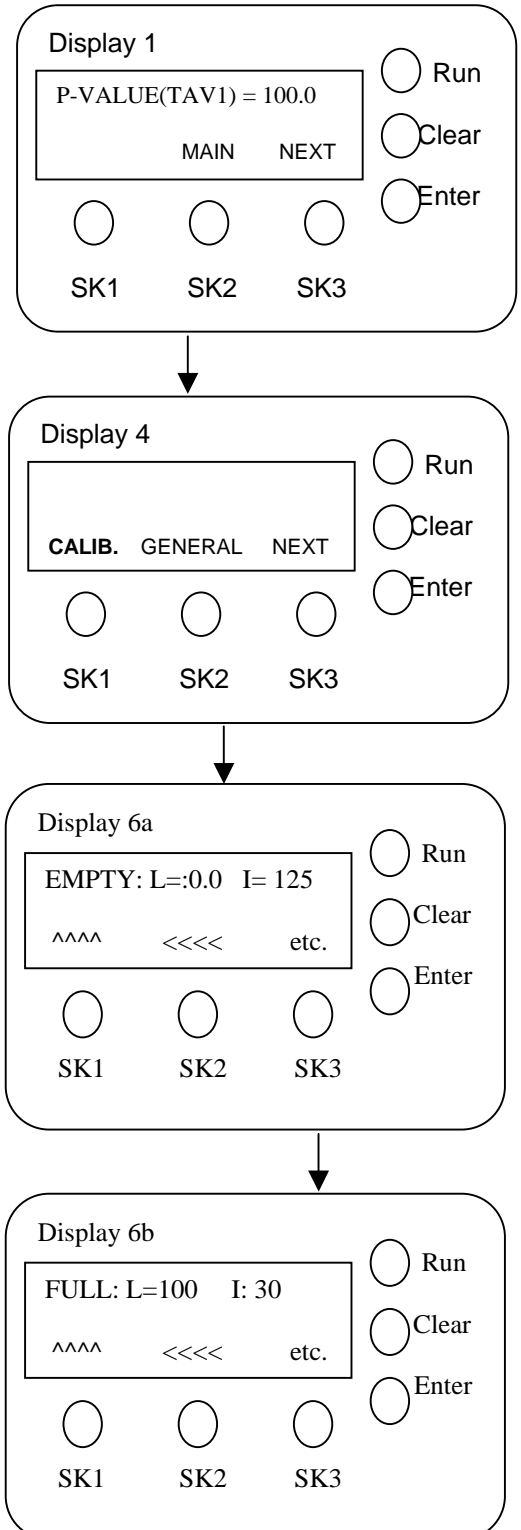 Display 1
Run
P-VALUE(TAV1) = 100.0
Clear
MAIN NEXT
Enter
SK1 SK2 SK3
Display 4
Run
Clear
CALIB. GENERAL NEXT
Enter
SK1 SK2 SK3
Display 6a
Run
EMPTY: L=:0.0 I= 125
Clear
^^^^ <<<< etc.
Enter
SK1 SK2 SK3
Display 6b
Run
FULL: L=100 I: 30
Clear
^^^^ <<<< etc.
Enter
SK1 SK2 SK3